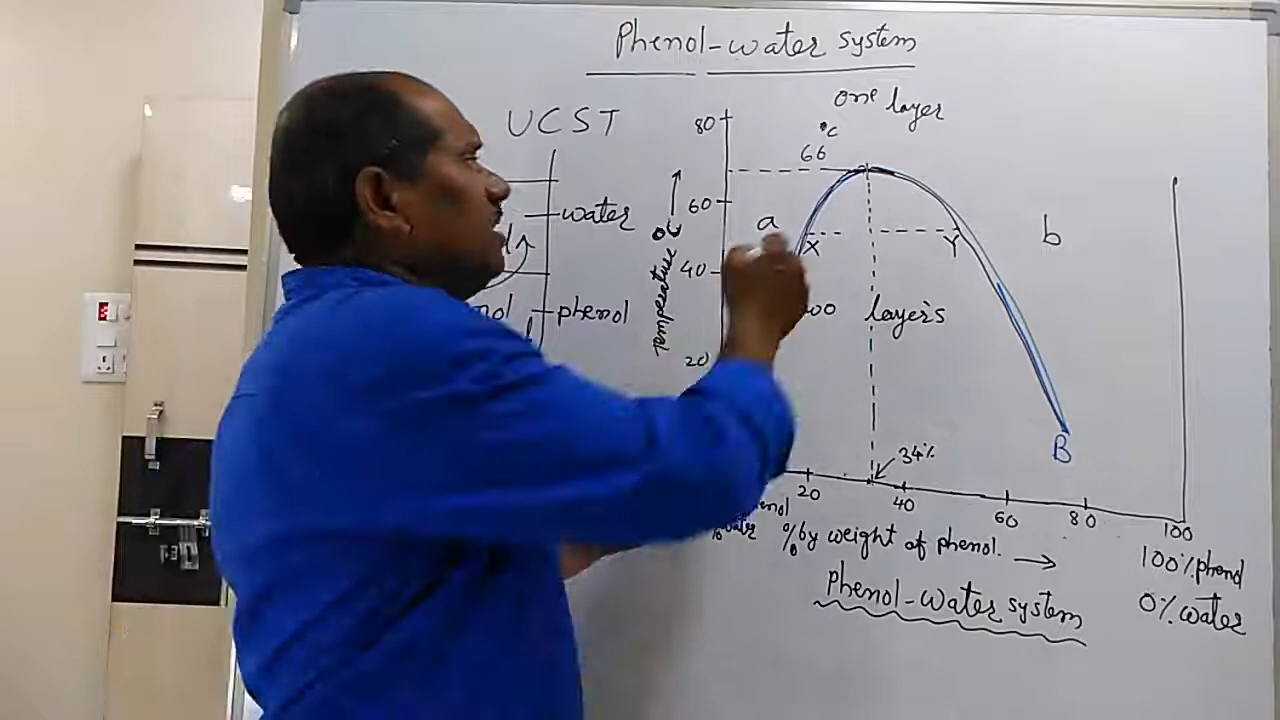 Phenol-water system
one layer
UCST
80
66 °C
water
60
a
b
X
Y
Temperature °C
40
phenol
layer's
20
B
34%
20
40
60
80
100
% by weight of phenol.
100% phenol
Phenol-water system
0% water